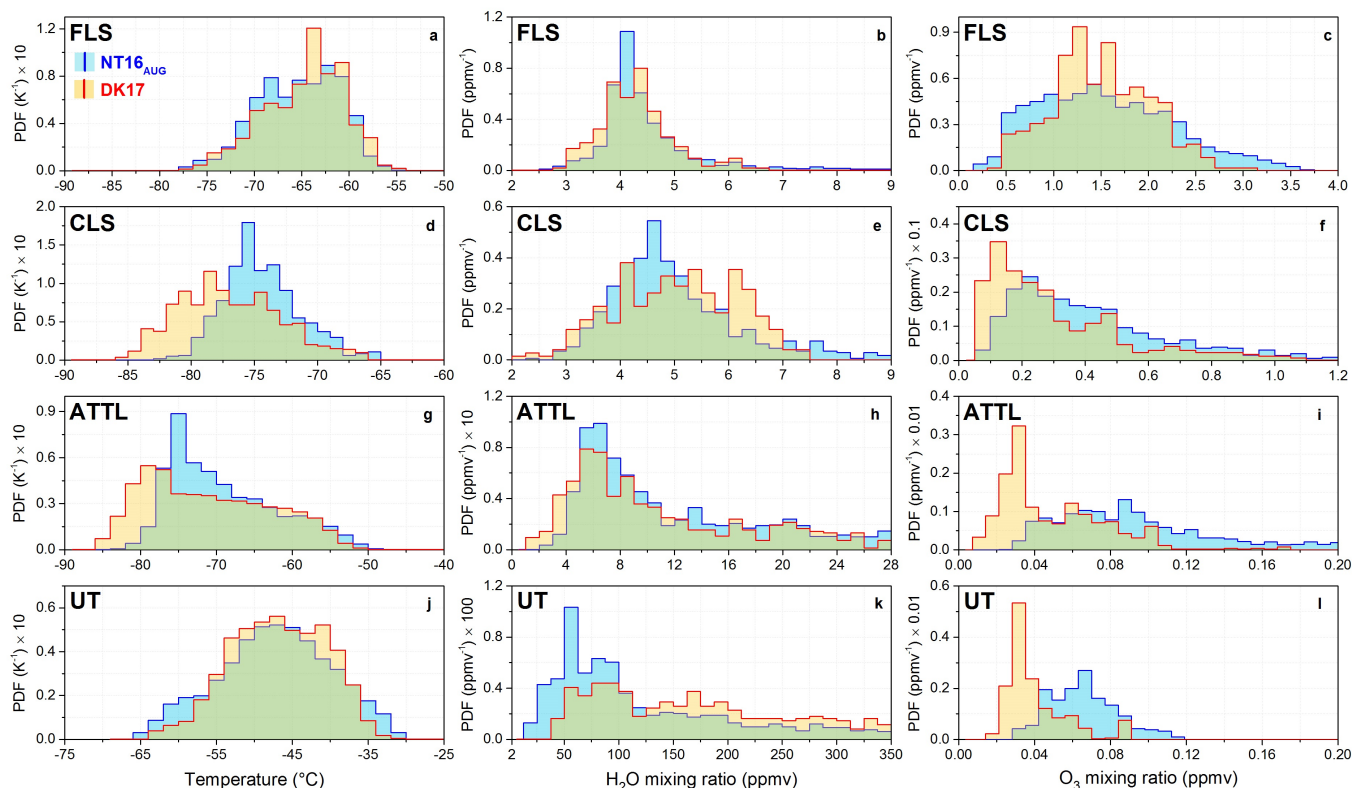 FLS
a
NT16AUG
DK17
PDF (K⁻¹) × 10
1.2
0.8
0.4
0.0
-90 -85 -80 -75 -70 -65 -60 -55 -50
FLS
b
PDF (ppmv⁻¹)
1.2
0.8
0.4
0.0
2 3 4 5 6 7 8 9
FLS
c
PDF (ppmv⁻¹)
0.9
0.6
0.3
0.0
0.0 0.5 1.0 1.5 2.0 2.5 3.0 3.5 4.0
CLS
d
PDF (K⁻¹) × 10
2.0
1.5
1.0
0.5
0.0
-90 -85 -80 -75 -70 -65 -60
CLS
e
PDF (ppmv⁻¹)
0.6
0.4
0.2
0.0
2 3 4 5 6 7 8 9
CLS
f
PDF (ppmv⁻¹) × 0.1
0.4
0.3
0.2
0.1
0.0
0.0 0.2 0.4 0.6 0.8 1.0 1.2
ATTL
g
PDF (K⁻¹) × 10
0.9
0.6
0.3
0.0
-90 -80 -70 -60 -50 -40
ATTL
h
PDF (ppmv⁻¹) × 10
1.2
0.8
0.4
0.0
0 4 8 12 16 20 24 28
ATTL
i
PDF (ppmv⁻¹) × 0.01
0.4
0.3
0.2
0.1
0.0
0.00 0.04 0.08 0.12 0.16 0.20
UT
j
PDF (K⁻¹) × 10
0.6
0.4
0.2
0.0
-75 -65 -55 -45 -35 -25
Temperature (°C)
UT
k
PDF (ppmv⁻¹) × 100
1.2
0.8
0.4
0.0
2 50 100 150 200 250 300 350
H₂O mixing ratio (ppmv)
UT
l
PDF (ppmv⁻¹) × 0.01
0.6
0.4
0.2
0.0
0.00 0.04 0.08 0.12 0.16 0.20
O₃ mixing ratio (ppmv)